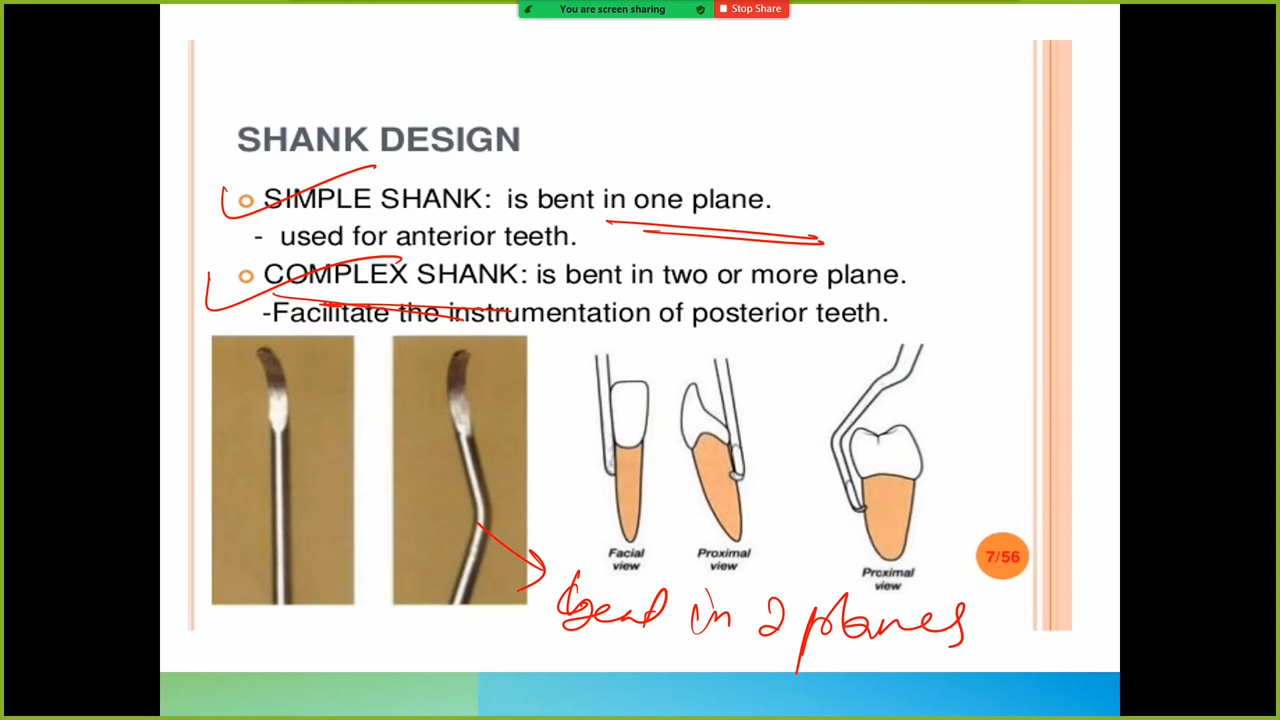 You are screen sharing Stop Share
SHANK DESIGN
SIMPLE SHANK: is bent in one plane.
- used for anterior teeth.
COMPLEX SHANK: is bent in two or more plane.
-Facilitate the instrumentation of posterior teeth.
Facial
view
Proximal
view
Proximal
view
7/56
bent in 2 planes